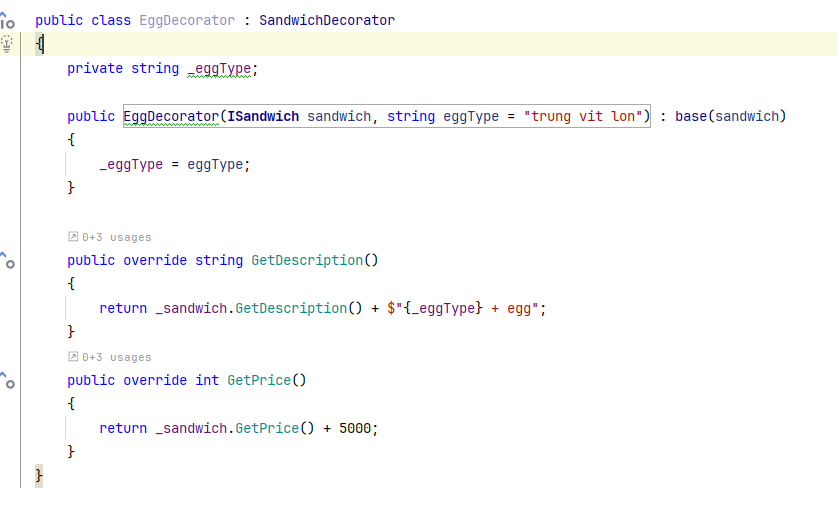 public class EggDecorator : SandwichDecorator
{
private string _eggType;
public EggDecorator(ISandwich sandwich, string eggType = "trung vit lon") : base(sandwich)
{
_eggType = eggType;
}
0+3 usages
public override string GetDescription()
{
return _sandwich.GetDescription() + $"{_eggType} + egg";
}
0+3 usages
public override int GetPrice()
{
return _sandwich.GetPrice() + 5000;
}
}